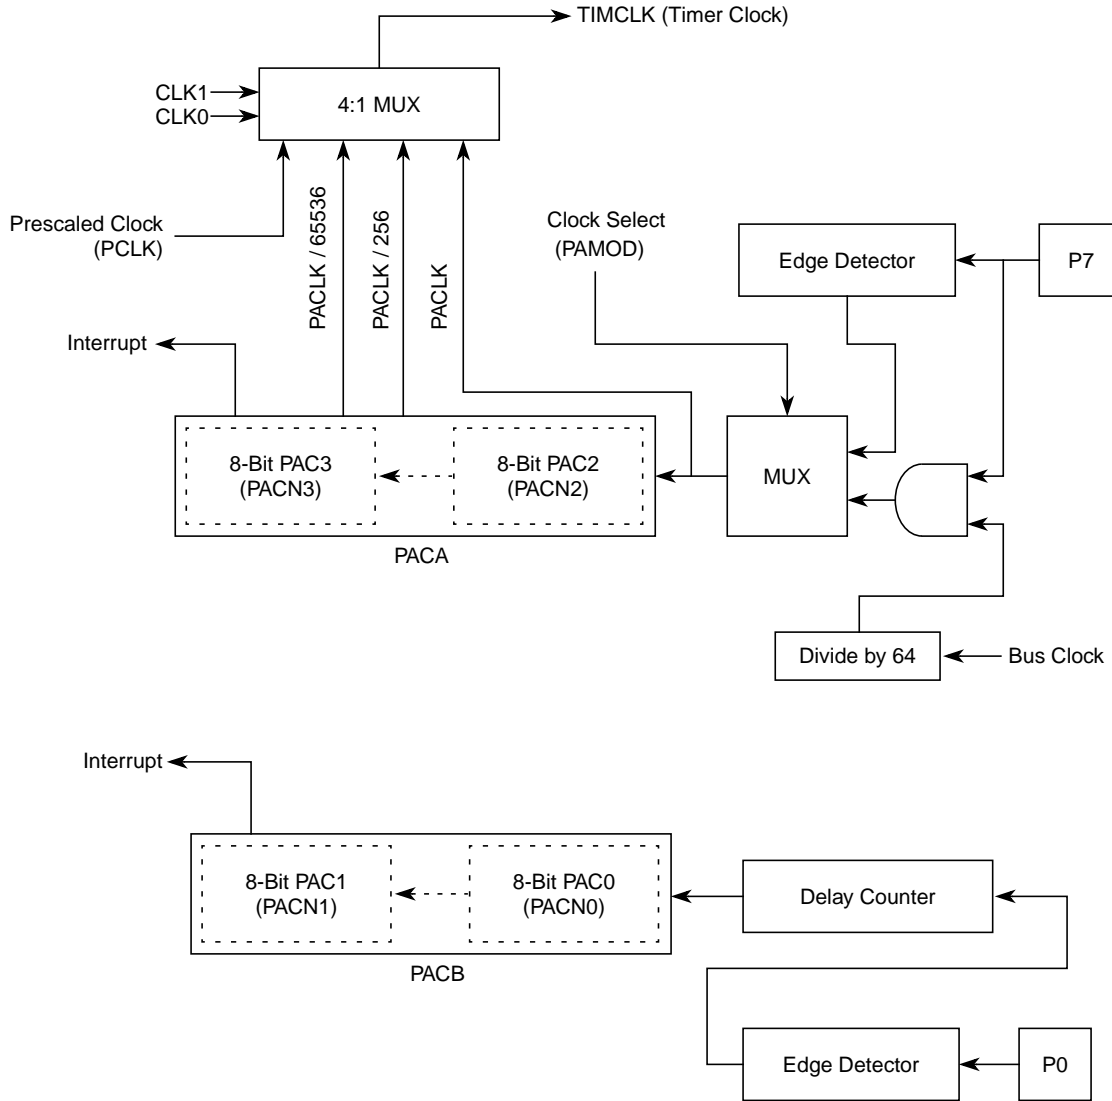 TIMCLK (Timer Clock)
CLK1
CLK0
4:1 MUX
Prescaled Clock
(PCLK)
PACLK / 65536
PACLK / 256
PACLK
Clock Select
(PAMOD)
Edge Detector
P7
Interrupt
8-Bit PAC3
(PACN3)
8-Bit PAC2
(PACN2)
MUX
PACA
Divide by 64
Bus Clock
Interrupt
8-Bit PAC1
(PACN1)
8-Bit PAC0
(PACN0)
Delay Counter
PACB
Edge Detector
P0